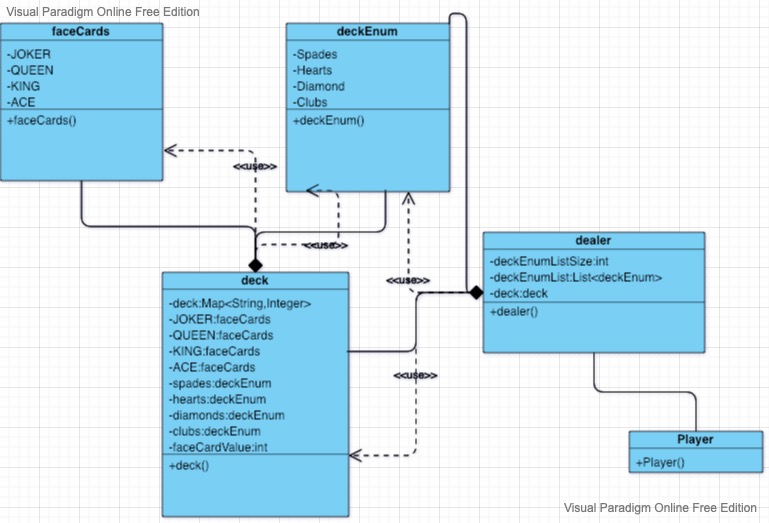 Visual Paradigm Online Free Edition
faceCards
-JOKER
-QUEEN
-KING
-ACE
+faceCards()
deckEnum
-Spades
-Hearts
-Diamond
-Clubs
+deckEnum()
<<use>>
<<use>>
<<use>>
<<use>>
dealer
-deckEnumListSize:int
-deckEnumList:List<deckEnum>
-deck:deck
+dealer()
deck
-deck:Map<String,Integer>
-JOKER:faceCards
-QUEEN:faceCards
-KING:faceCards
-ACE:faceCards
-spades:deckEnum
-hearts:deckEnum
-diamonds:deckEnum
-clubs:deckEnum
-faceCardValue:int
+deck()
Player
+Player()
Visual Paradigm Online Free Edition